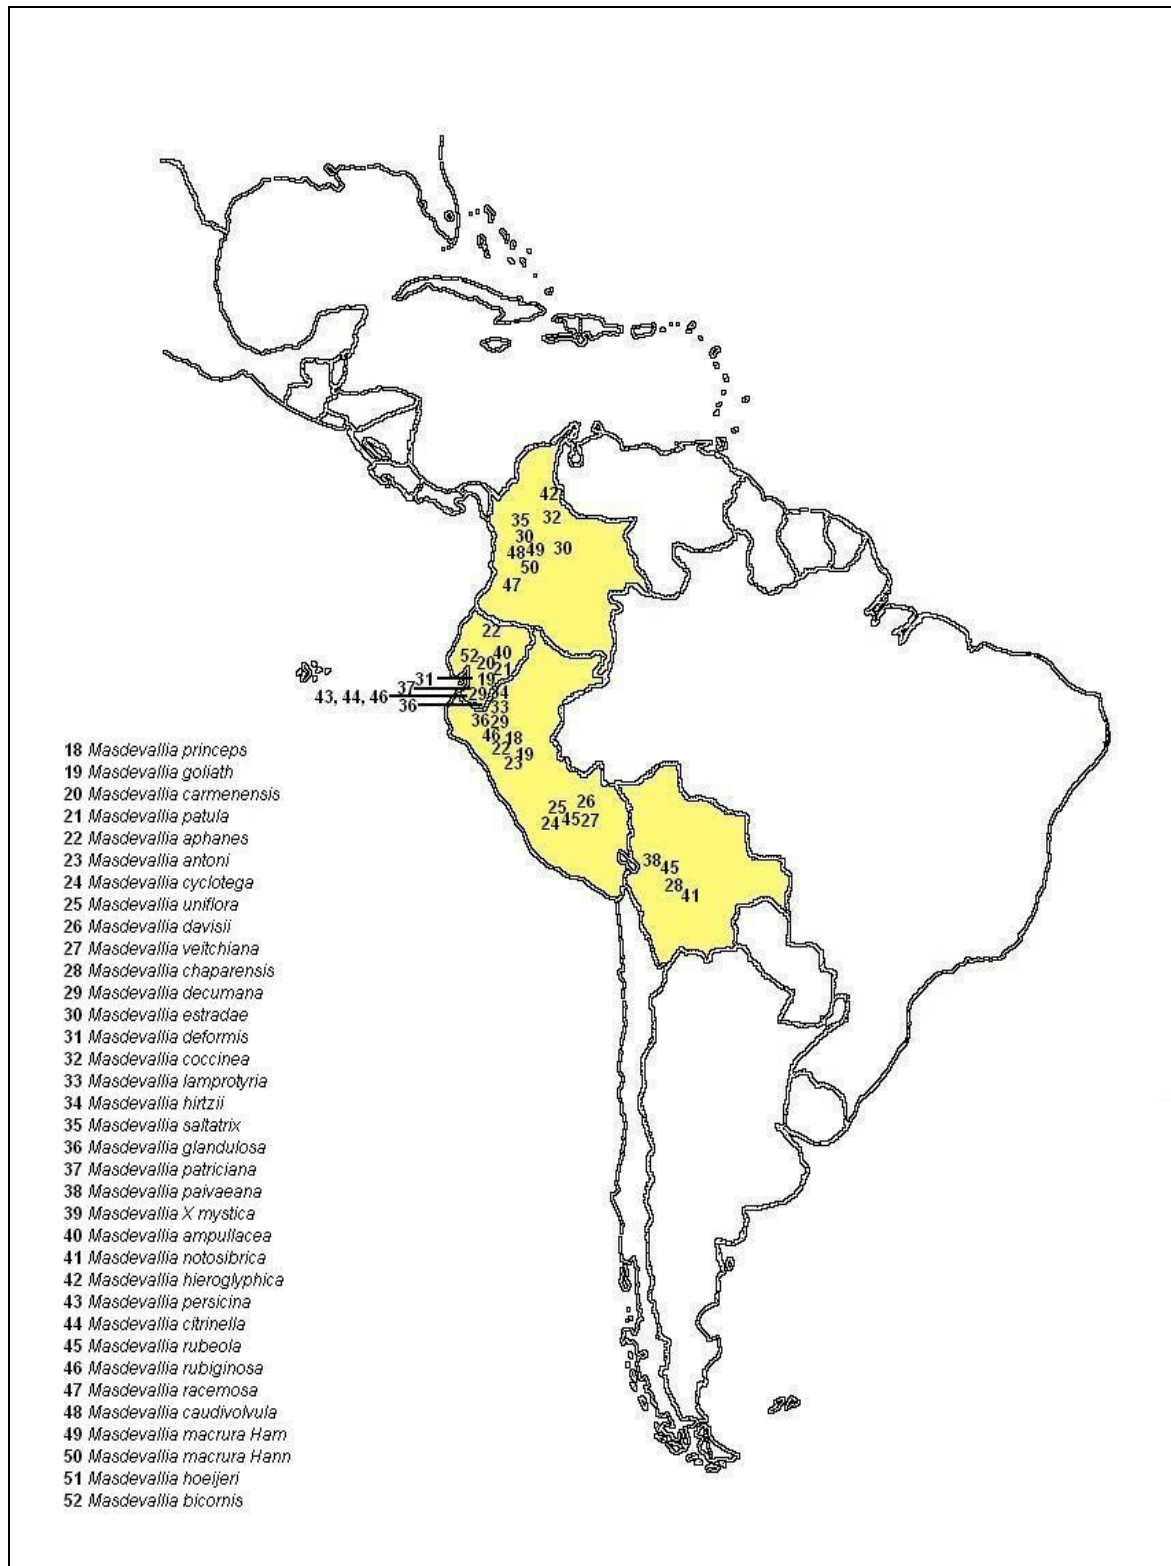 42
35 32
30
48 49 30
50
47
22
52 20 40
21
31 19
37
43, 44, 46 29 34
36 33
36 29
46 18
22 19
23
25 26
24 45 27
38
45
28
41
18 Masdevallia princeps
19 Masdevallia goliath
20 Masdevallia carmenensis
21 Masdevallia patula
22 Masdevallia aphanes
23 Masdevallia antoni
24 Masdevallia cyclotega
25 Masdevallia uniflora
26 Masdevallia davisii
27 Masdevallia veitchiana
28 Masdevallia chaparensis
29 Masdevallia decumana
30 Masdevallia estradae
31 Masdevallia deformis
32 Masdevallia coccinea
33 Masdevallia lamprotyria
34 Masdevallia hirtzii
35 Masdevallia saltatrix
36 Masdevallia glandulosa
37 Masdevallia patriciana
38 Masdevallia paivaeana
39 Masdevallia X mystica
40 Masdevallia ampullacea
41 Masdevallia notosibrica
42 Masdevallia hieroglyphica
43 Masdevallia persicina
44 Masdevallia citrinella
45 Masdevallia rubeola
46 Masdevallia rubiginosa
47 Masdevallia racemosa
48 Masdevallia caudivolvula
49 Masdevallia macrura Ham
50 Masdevallia macrura Hann
51 Masdevallia hoeijeri
52 Masdevallia bicornis